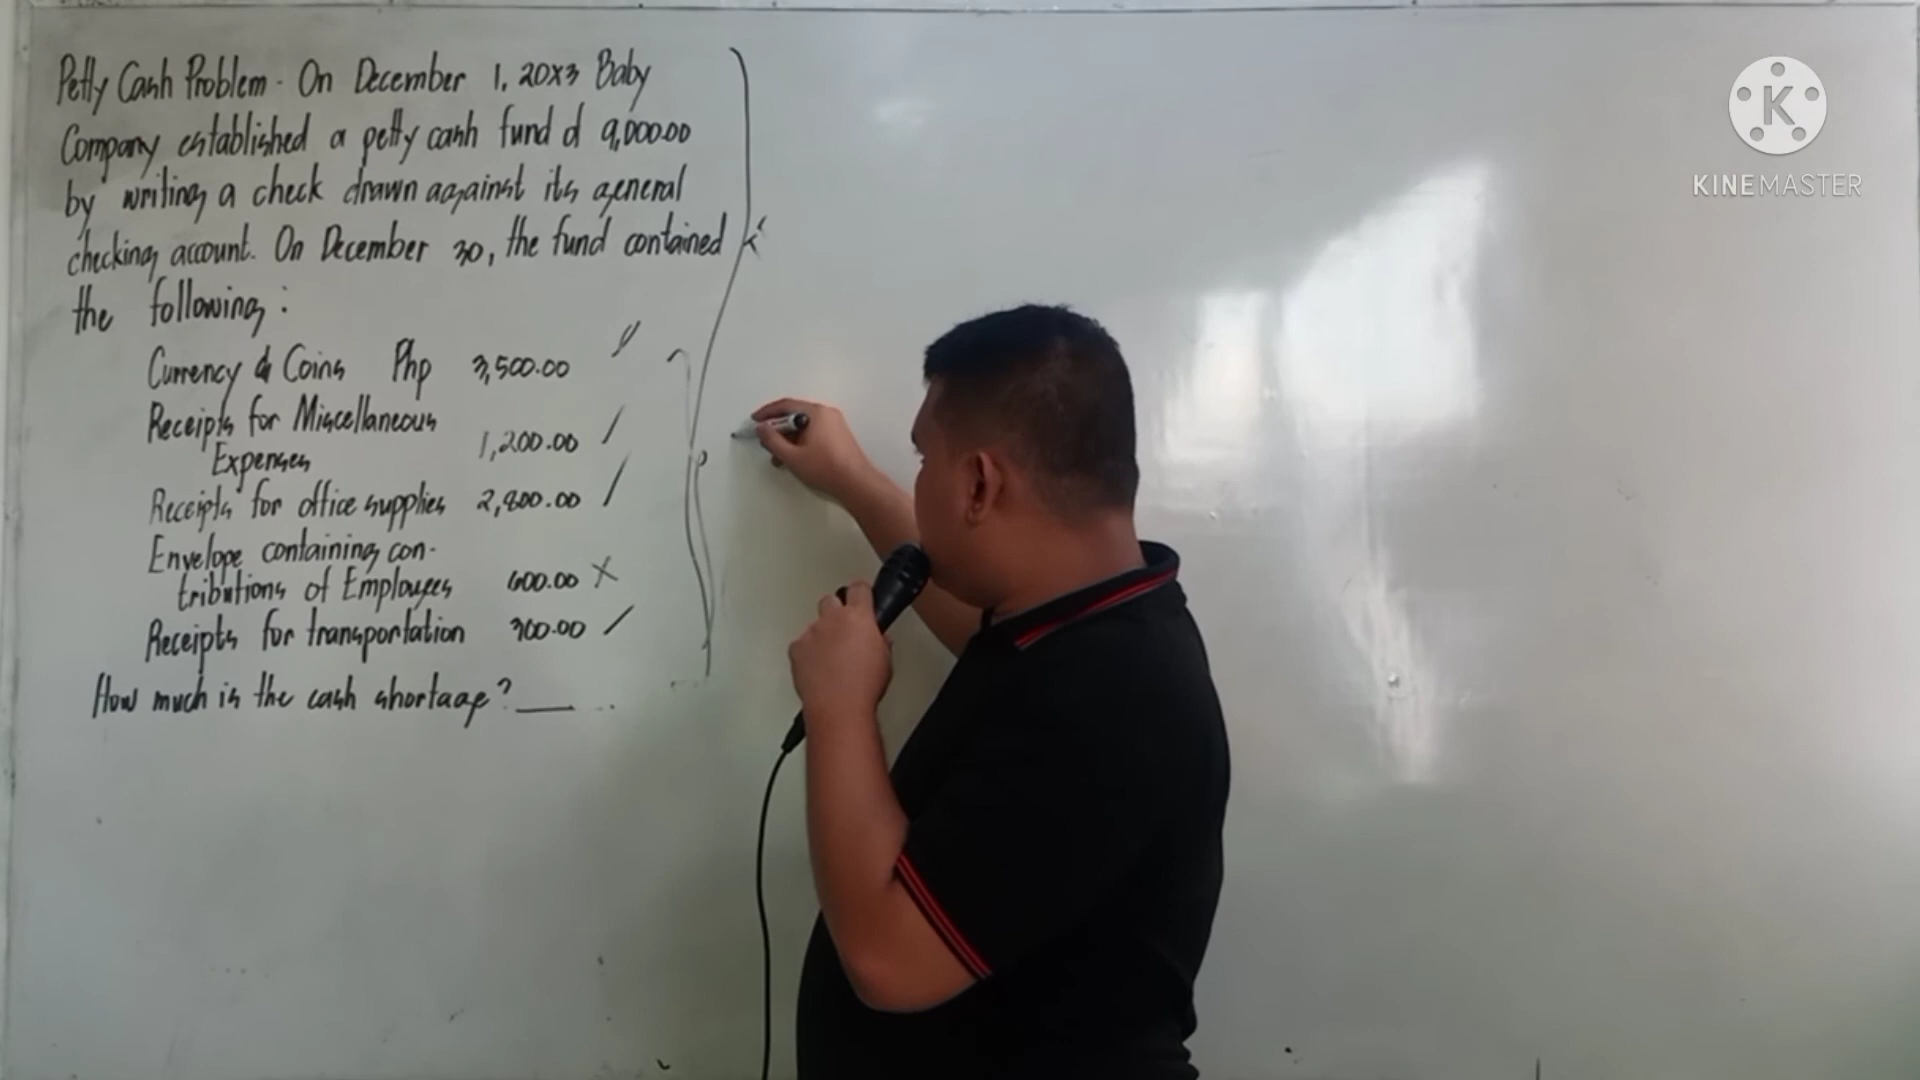 Petty Cash Problem - On December 1, 20x3 Baby
Company established a petty cash fund of 9,000.00
by writing a check drawn against its general
checking account. On December 30, the fund contained
the following:
Currency & Coins Php 3,500.00
Receipts for Miscellaneous
Expenses 1,200.00
Receipts for office supplies 2,800.00
Envelope containing con-
tributions of Employees 600.00
Receipts for transportation 300.00
How much is the cash shortage?
K
KINEMASTER